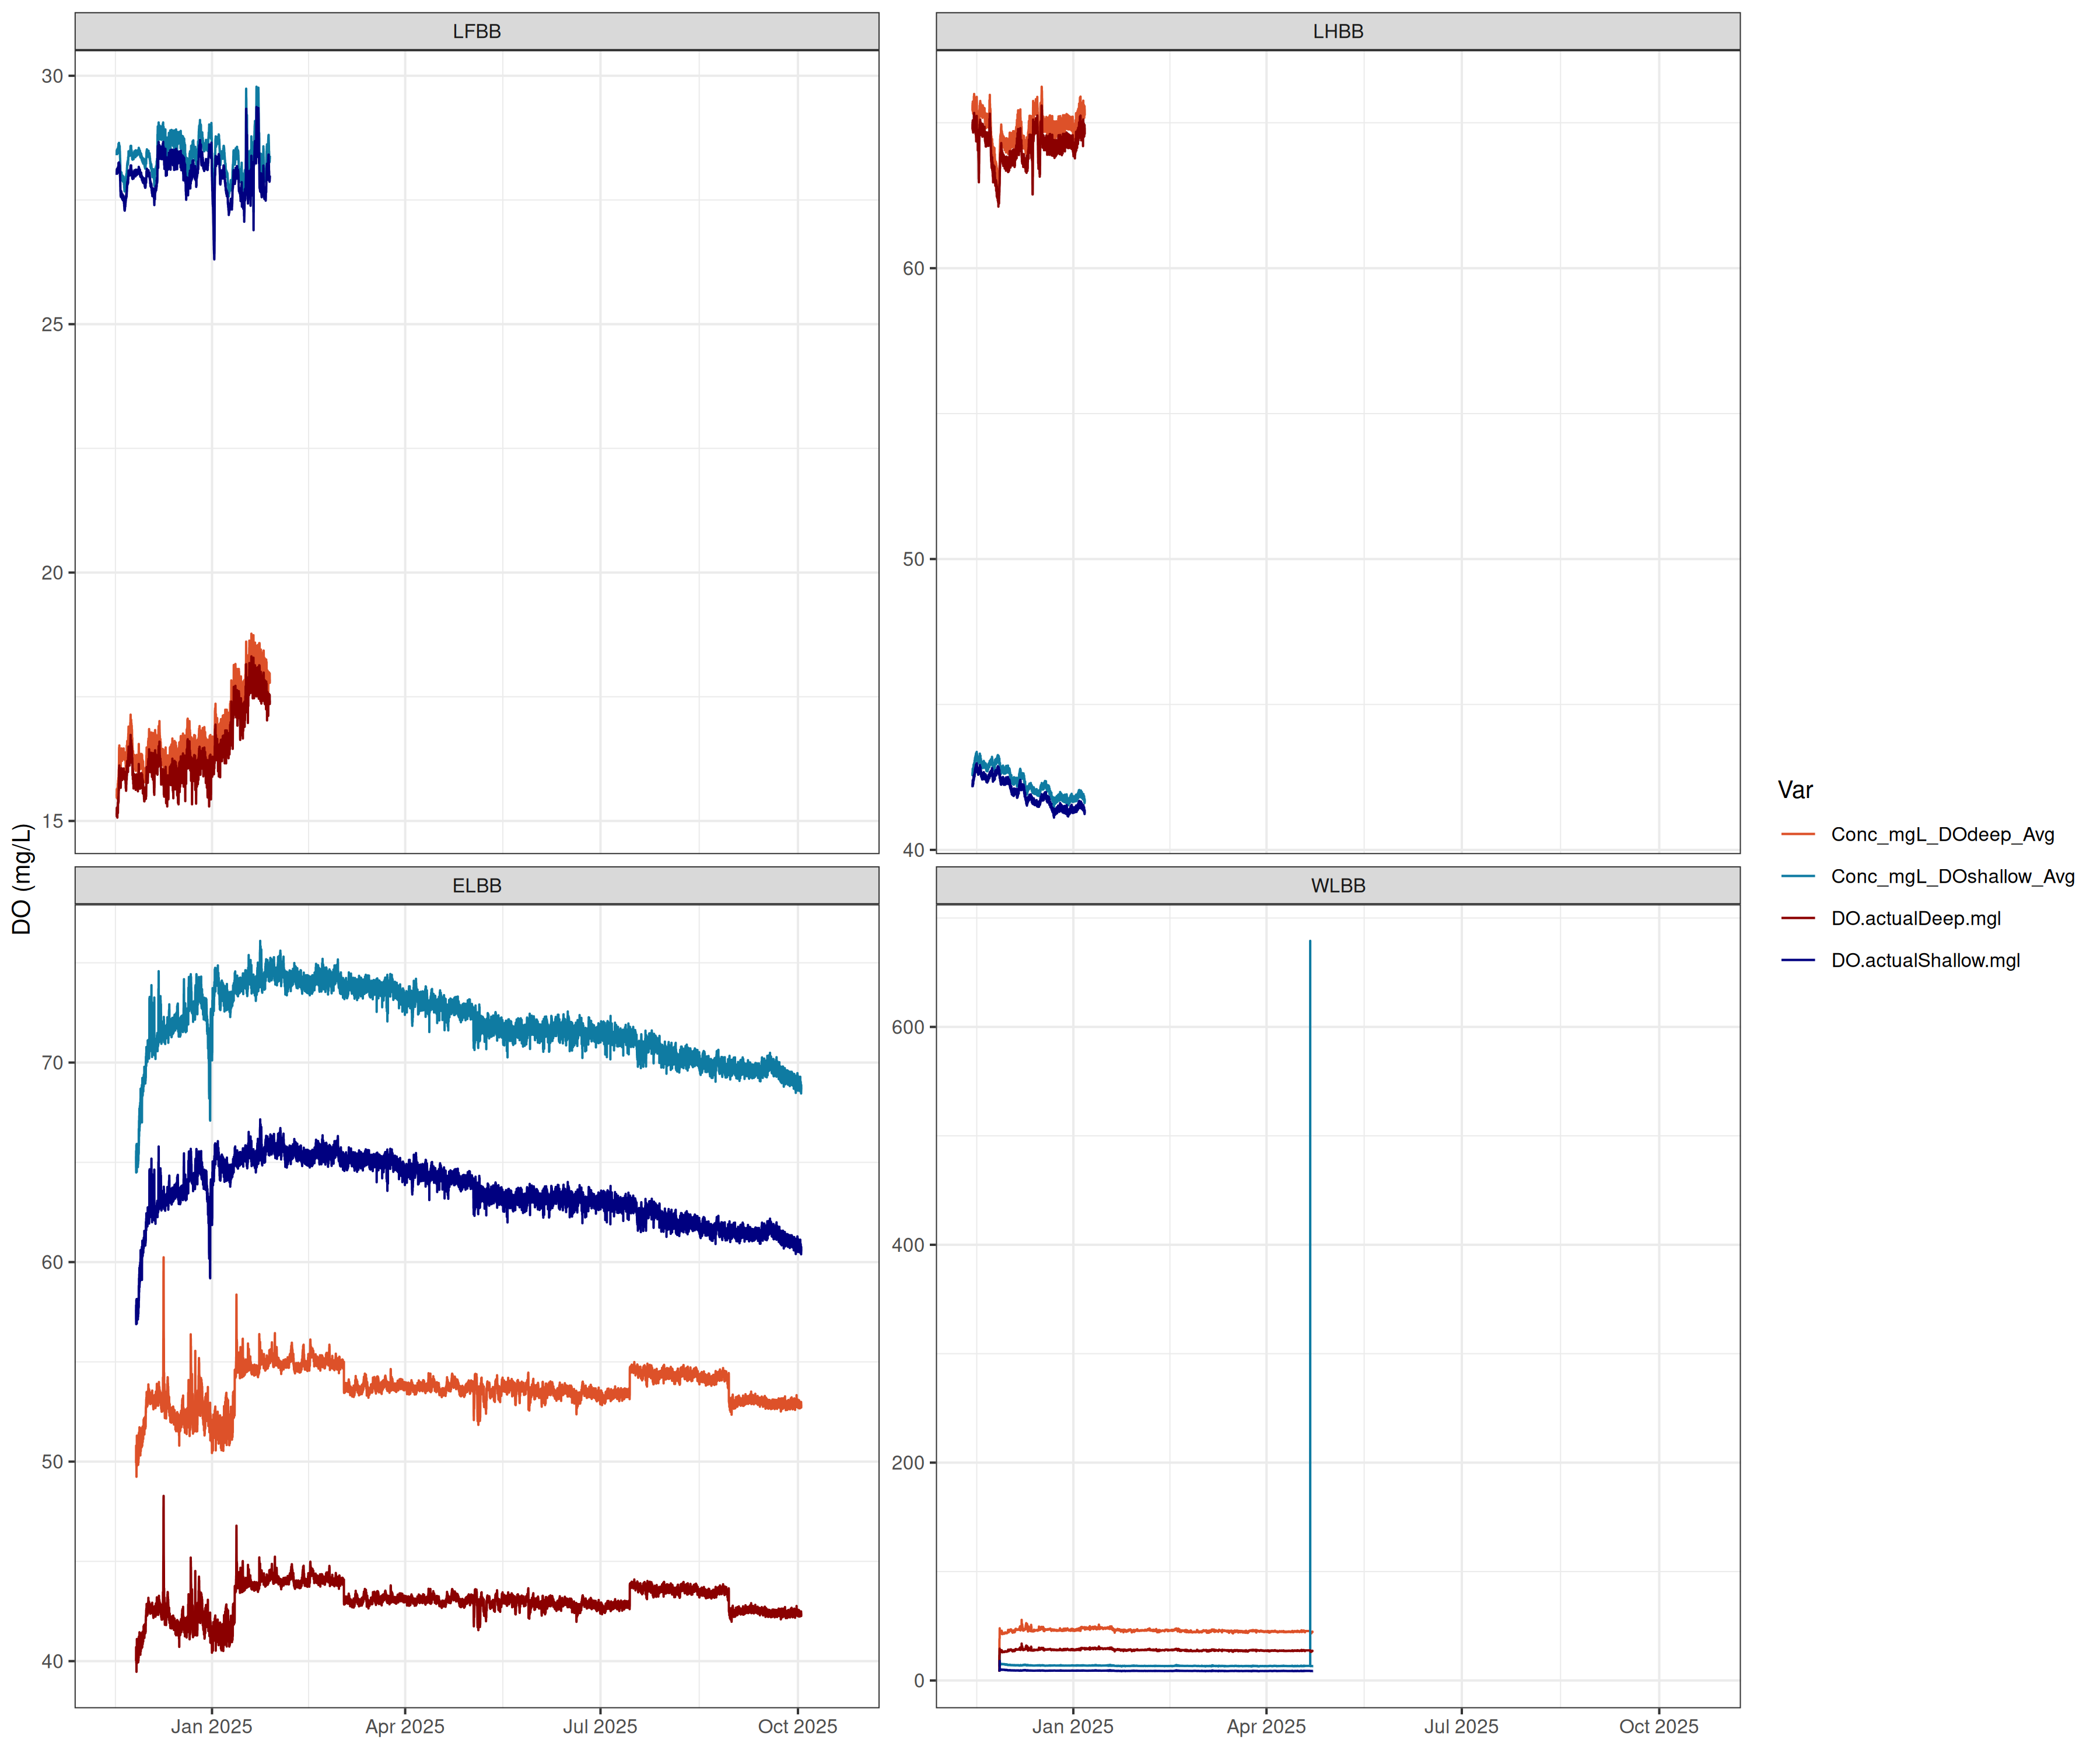 LFBB
LHBB
30
25
20
15
60
50
40
ELBB
WLBB
70
60
50
40
600
400
200
0
Jan 2025
Apr 2025
Jul 2025
Oct 2025
Jan 2025
Apr 2025
Jul 2025
Oct 2025
DO (mg/L)
Var
Conc_mgL_DOdeep_Avg
Conc_mgL_DOshallow_Avg
DO.actualDeep.mgl
DO.actualShallow.mgl